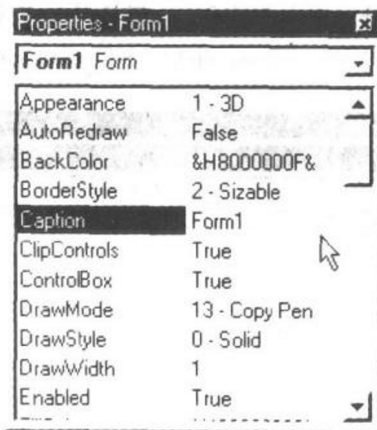 Properties - Form1
Form1 Form
Appearance 1 - 3D
AutoRedraw False
BackColor &H8000000F&
BorderStyle 2 - Sizable
Caption Form1
ClipControls True
ControlBox True
DrawMode 13 - Copy Pen
DrawStyle 0 - Solid
DrawWidth 1
Enabled True